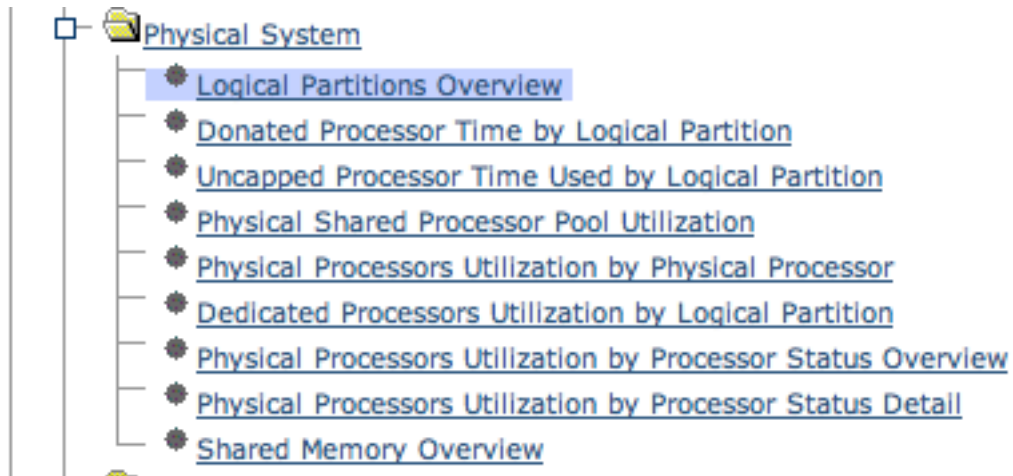 Physical System
Logical Partitions Overview
Donated Processor Time by Logical Partition
Uncapped Processor Time Used by Logical Partition
Physical Shared Processor Pool Utilization
Physical Processors Utilization by Physical Processor
Dedicated Processors Utilization by Logical Partition
Physical Processors Utilization by Processor Status Overview
Physical Processors Utilization by Processor Status Detail
Shared Memory Overview